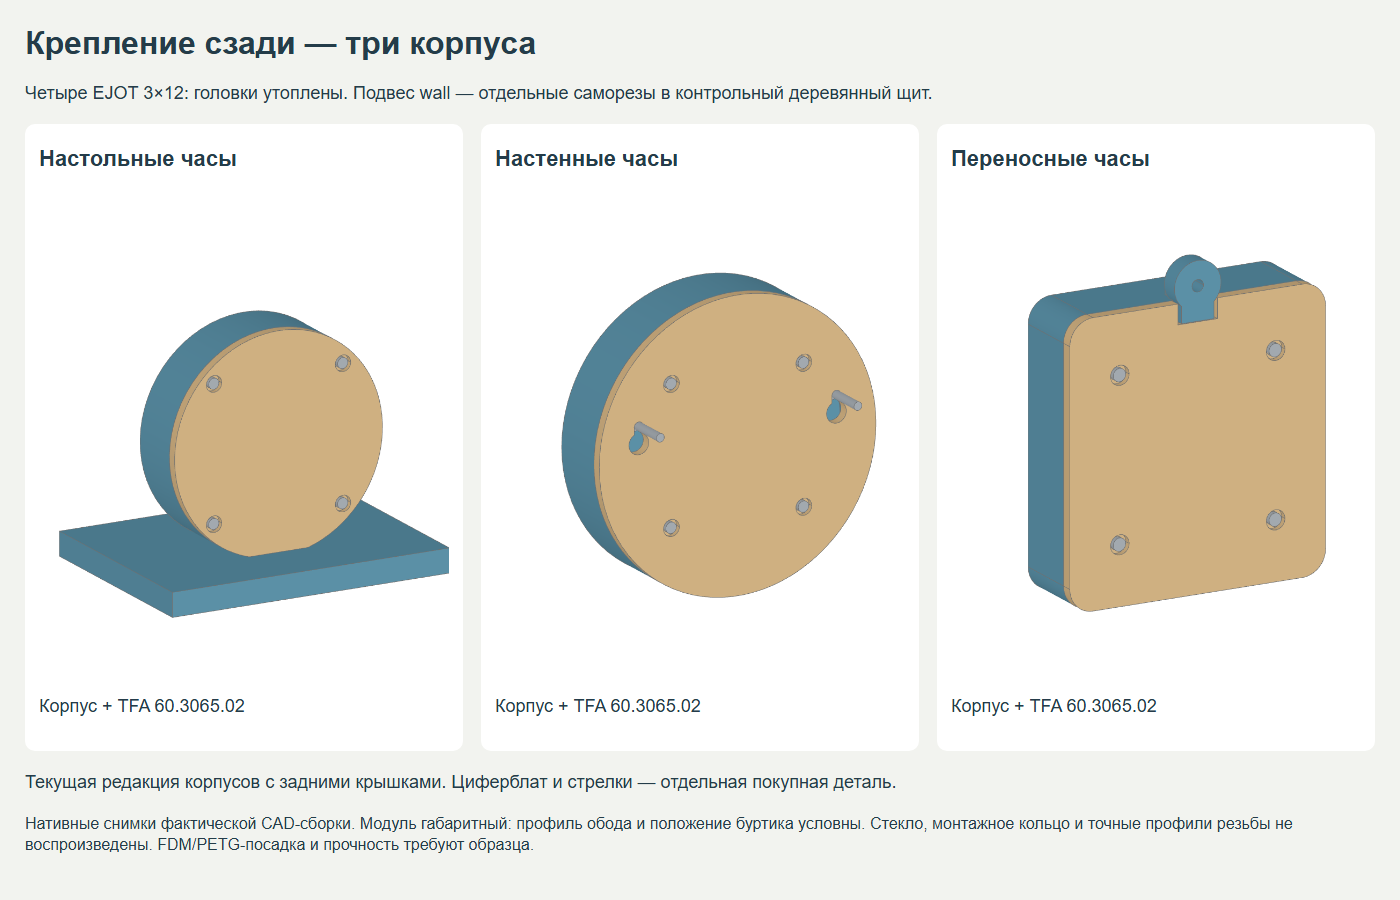 Крепление сзади — три корпуса
Четыре EJOT 3×12: головки утоплены. Подвес wall — отдельные саморезы в контрольный деревянный щит.
Настольные часы
Настенные часы
Переносные часы
Корпус + TFA 60.3065.02
Корпус + TFA 60.3065.02
Корпус + TFA 60.3065.02
Текущая редакция корпусов с задними крышками. Циферблат и стрелки — отдельная покупная деталь.
Нативные снимки фактической CAD-сборки. Модуль габаритный: профиль обода и положение буртика условны. Стекло, монтажное кольцо и точные профили резьбы не
воспроизведены. FDM/PETG-посадка и прочность требуют образца.